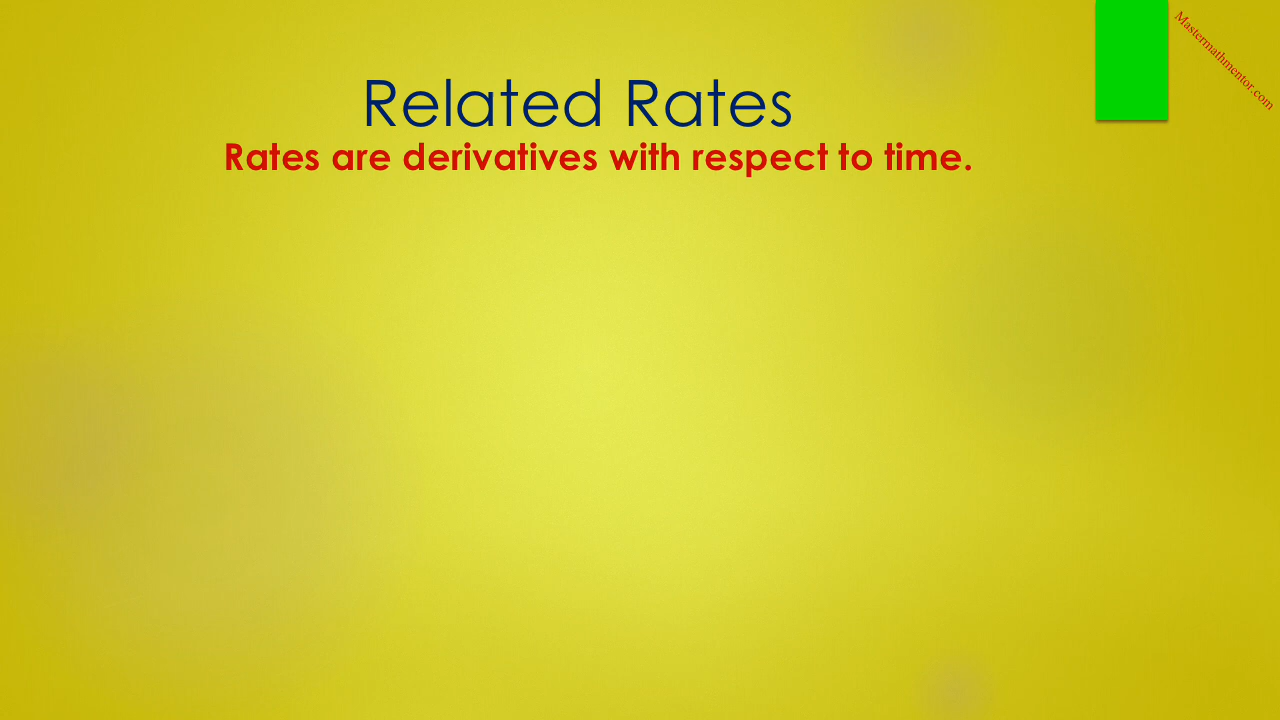 Related Rates
Rates are derivatives with respect to time.
Mastermathmentor.com